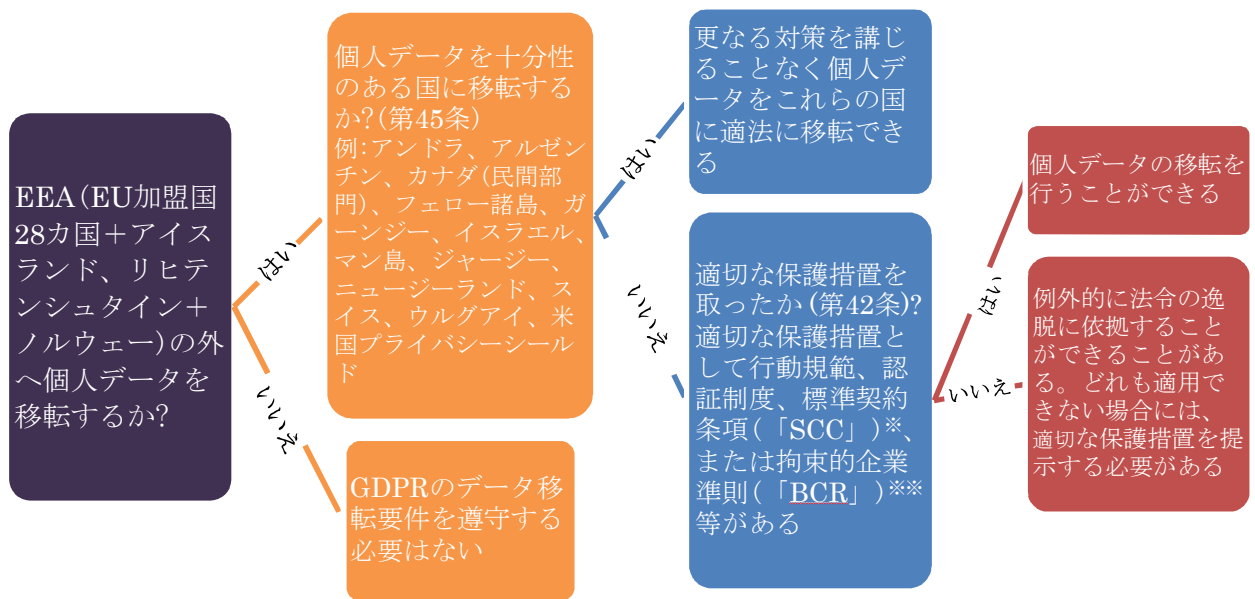 EEA(EU加盟国
28カ国＋アイス
ランド、リヒテ
ンシュタイン＋
ノルウェー)の外
へ個人データを
移転するか?
はい
いいえ
個人データを十分性
のある国に移転する
か?(第45条)
例:アンドラ、アルゼン
チン、カナダ(民間部
門)、フェロー諸島、ガ
ーンジー、イスラエル、
マン島、ジャージー、
ニュージーランド、ス
イス、ウルグアイ、米
国プライバシーシール
ド
GDPRのデータ移
転要件を遵守する
必要はない
はい
いいえ
更なる対策を講じ
ることなく個人デ
ータをこれらの国
に適法に移転でき
る
適切な保護措置を
取ったか(第42条)?
適切な保護措置と
して行動規範、認
証制度、標準契約
条項(「SCC」)※、
または拘束的企業
準則(「BCR」)※※
等がある
はい
いいえ
個人データの移転を
行うことができる
例外的に法令の逸
脱に依拠すること
ができることがあ
る。どれも適用で
きない場合には、
適切な保護措置を提
示する必要がある